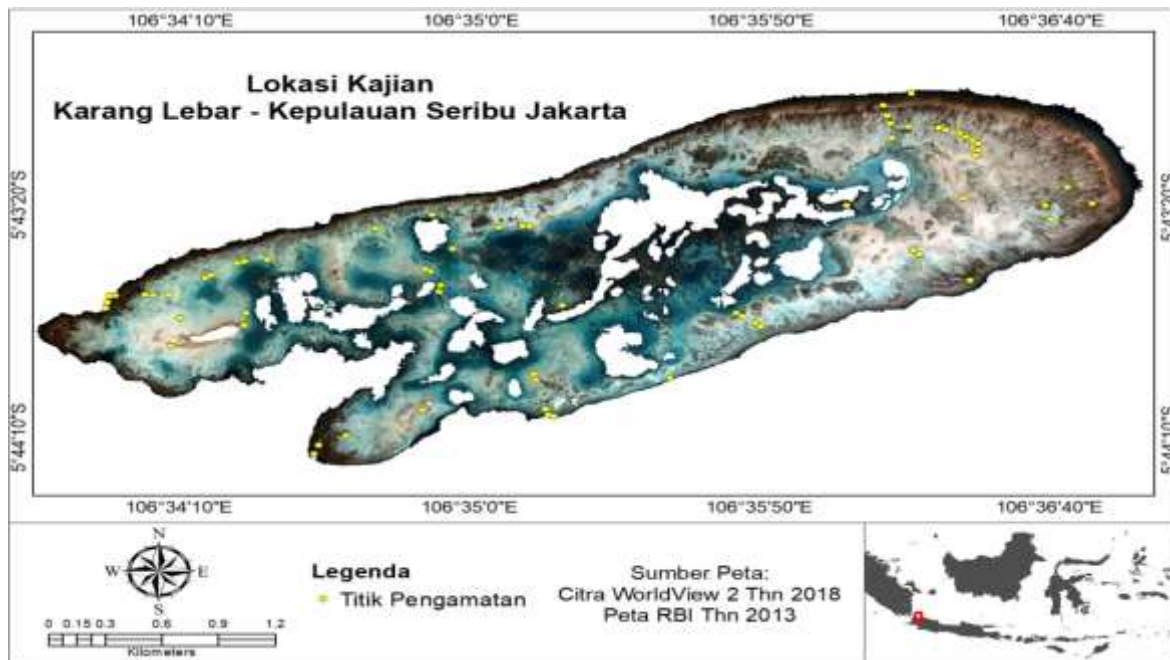 106°34'10"E 106°35'0"E 106°35'50"E 106°36'40"E
Lokasi Kajian
Karang Lebar - Kepulauan Seribu Jakarta
5°43'20"S 5°43'20"S
5°44'10"S 5°44'10"S
106°34'10"E 106°35'0"E 106°35'50"E 106°36'40"E
N
W E
S
0 0.15 0.3 0.6 0.9 1.2
Kilometers
Legenda
Titik Pengamatan
Sumber Peta:
Citra WorldView 2 Thn 2018
Peta RBI Thn 2013